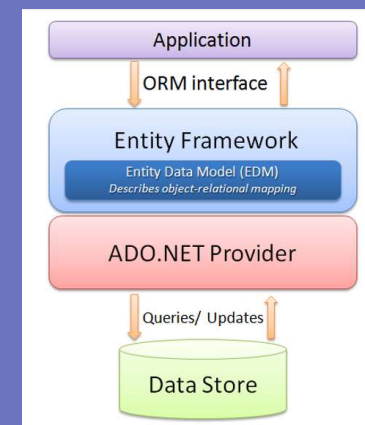 Application
ORM interface
Entity Framework
Entity Data Model (EDM)
Describes object-relational mapping
ADO.NET Provider
Queries/ Updates
Data Store